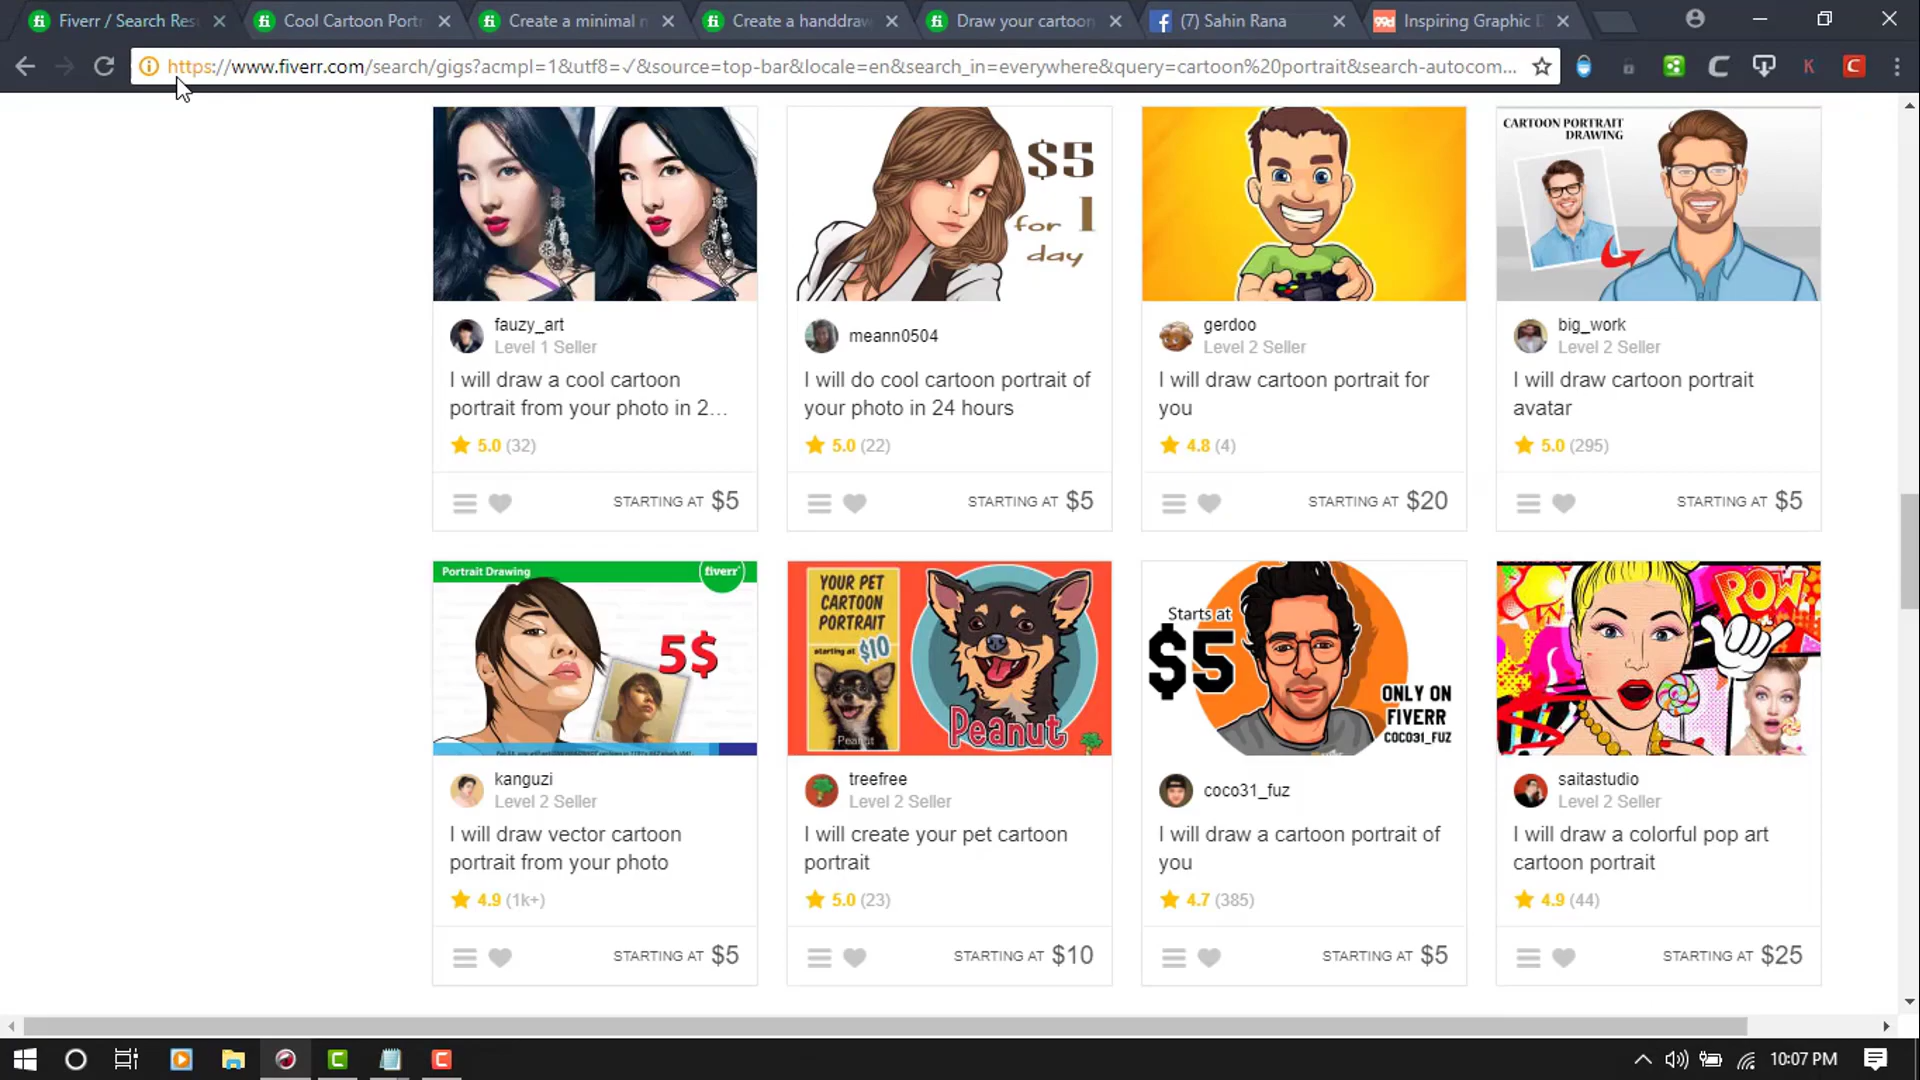 Fiverr / Search Res
Cool Cartoon Portr
Create a minimal m
Create a handdraw
Draw your cartoon
(7) Sahin Rana
Inspiring Graphic D
https://www.fiverr.com/search/gigs?acmpl=1&utf8=✓&source=top-bar&locale=en&search_in=everywhere&query=cartoon%20portrait&search-autocom...
$5
for 1
day
CARTOON PORTRAIT
DRAWING
fauzy_art
Level 1 Seller
I will draw a cool cartoon
portrait from your photo in 2...
5.0 (32)
STARTING AT $5
meann0504
I will do cool cartoon portrait of
your photo in 24 hours
5.0 (22)
STARTING AT $5
gerdoo
Level 2 Seller
I will draw cartoon portrait for
you
4.8 (4)
STARTING AT $20
big_work
Level 2 Seller
I will draw cartoon portrait
avatar
5.0 (295)
STARTING AT $5
Portrait Drawing
fiverr
5$
kanguzi
Level 2 Seller
I will draw vector cartoon
portrait from your photo
4.9 (1k+)
STARTING AT $5
YOUR PET
CARTOON
PORTRAIT
starting at $10
Peanut
Peanut
treefree
Level 2 Seller
I will create your pet cartoon
portrait
5.0 (23)
STARTING AT $10
Starts at
$5
ONLY ON
FIVERR
COCO31_FUZ
coco31_fuz
I will draw a cartoon portrait of
you
4.7 (385)
STARTING AT $5
POW
saitastudio
Level 2 Seller
I will draw a colorful pop art
cartoon portrait
4.9 (44)
STARTING AT $25
10:07 PM